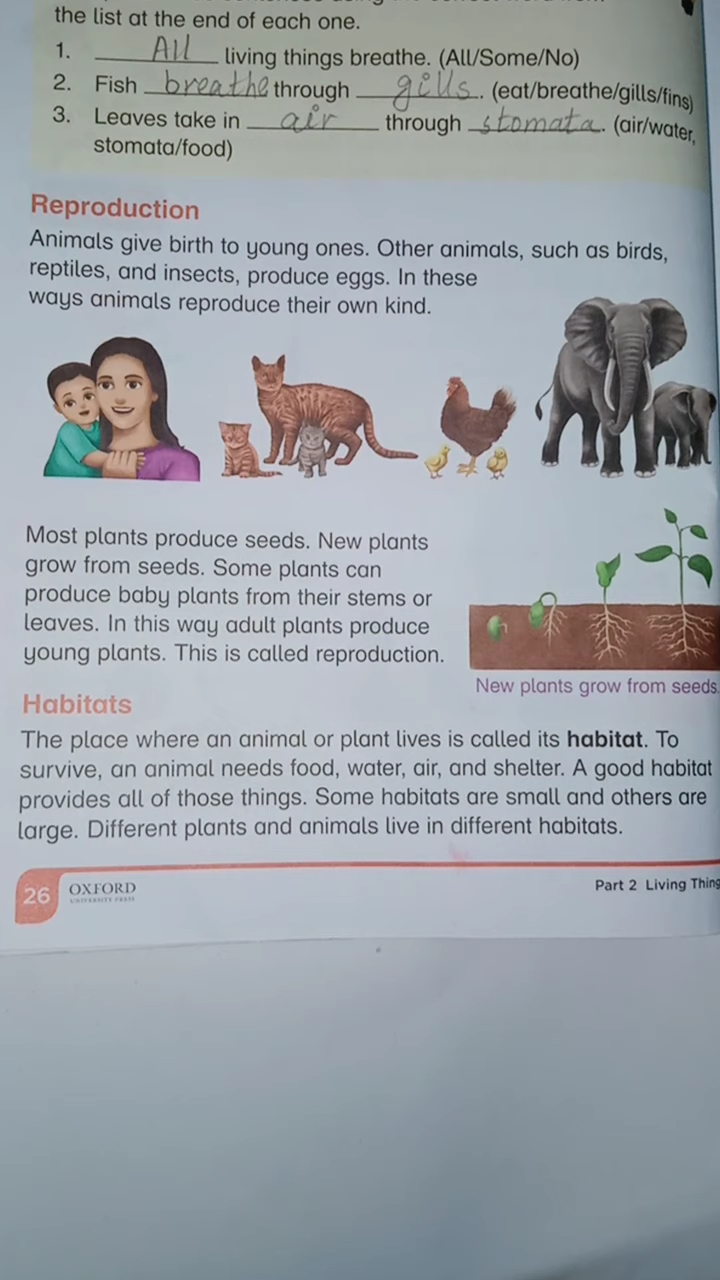 the list at the end of each one.
1. All living things breathe. (All/Some/No)
2. Fish breathe through gills. (eat/breathe/gills/fins)
3. Leaves take in air through stomata. (air/water,
stomata/food)
Reproduction
Animals give birth to young ones. Other animals, such as birds,
reptiles, and insects, produce eggs. In these
ways animals reproduce their own kind.
Most plants produce seeds. New plants
grow from seeds. Some plants can
produce baby plants from their stems or
leaves. In this way adult plants produce
young plants. This is called reproduction.
New plants grow from seeds.
Habitats
The place where an animal or plant lives is called its habitat. To
survive, an animal needs food, water, air, and shelter. A good habitat
provides all of those things. Some habitats are small and others are
large. Different plants and animals live in different habitats.
26 OXFORD
UNIVERSITY PRESS
Part 2 Living Thing